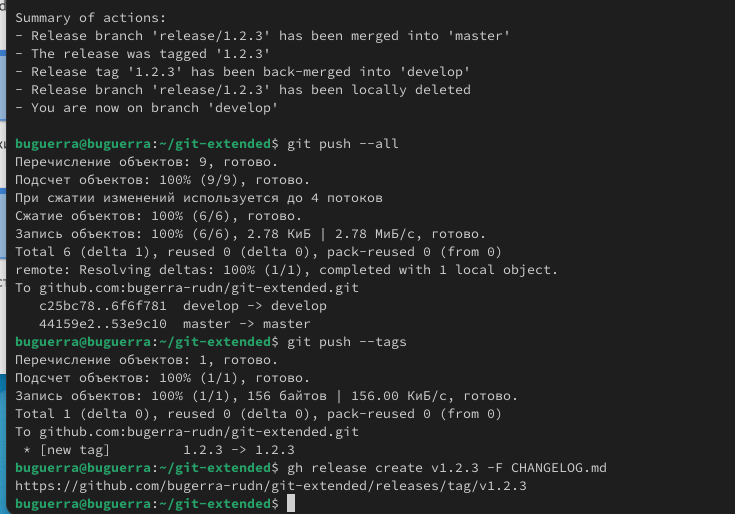 Summary of actions:
- Release branch 'release/1.2.3' has been merged into 'master'
- The release was tagged '1.2.3'
- Release tag '1.2.3' has been back-merged into 'develop'
- Release branch 'release/1.2.3' has been locally deleted
- You are now on branch 'develop'
buguerra@buguerra:~/git-extended$ git push --all
Перечисление объектов: 9, готово.
Подсчет объектов: 100% (9/9), готово.
При сжатии изменений используется до 4 потоков
Сжатие объектов: 100% (6/6), готово.
Запись объектов: 100% (6/6), 2.78 КиБ | 2.78 МиБ/с, готово.
Total 6 (delta 1), reused 0 (delta 0), pack-reused 0 (from 0)
remote: Resolving deltas: 100% (1/1), completed with 1 local object.
To github.com:bugerra-rudn/git-extended.git
   c25bc78..6f6f781  develop -> develop
   44159e2..53e9c10  master -> master
buguerra@buguerra:~/git-extended$ git push --tags
Перечисление объектов: 1, готово.
Подсчет объектов: 100% (1/1), готово.
Запись объектов: 100% (1/1), 156 байтов | 156.00 КиБ/с, готово.
Total 1 (delta 0), reused 0 (delta 0), pack-reused 0 (from 0)
To github.com:bugerra-rudn/git-extended.git
 * [new tag]         1.2.3 -> 1.2.3
buguerra@buguerra:~/git-extended$ gh release create v1.2.3 -F CHANGELOG.md
https://github.com/bugerra-rudn/git-extended/releases/tag/v1.2.3
buguerra@buguerra:~/git-extended$